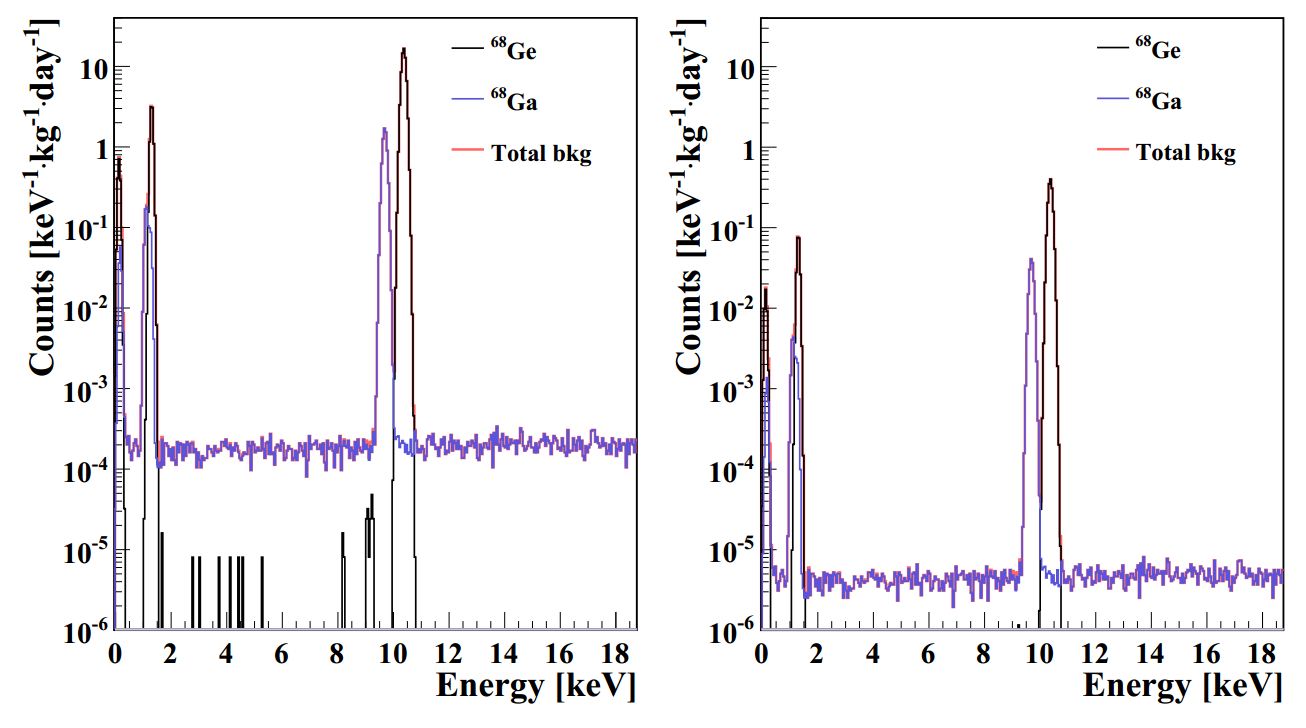 Counts [keV⁻¹·kg⁻¹·day⁻¹]
10
1
10⁻¹
10⁻²
10⁻³
10⁻⁴
10⁻⁵
10⁻⁶
⁶⁸Ge
⁶⁸Ga
Total bkg
0 2 4 6 8 10 12 14 16 18
Energy [keV]
Counts [keV⁻¹·kg⁻¹·day⁻¹]
10
1
10⁻¹
10⁻²
10⁻³
10⁻⁴
10⁻⁵
10⁻⁶
⁶⁸Ge
⁶⁸Ga
Total bkg
0 2 4 6 8 10 12 14 16 18
Energy [keV]